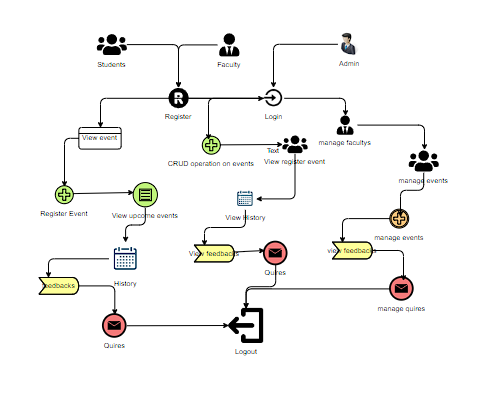 Students
Faculty
Admin
Register
Login
View event
CRUD operation on events
Text
View register event
manage facultys
manage events
Register Event
View upcome events
View History
manage events
View feedbacks
Quires
view feedbacks
feedbacks
History
manage quires
Quires
Logout